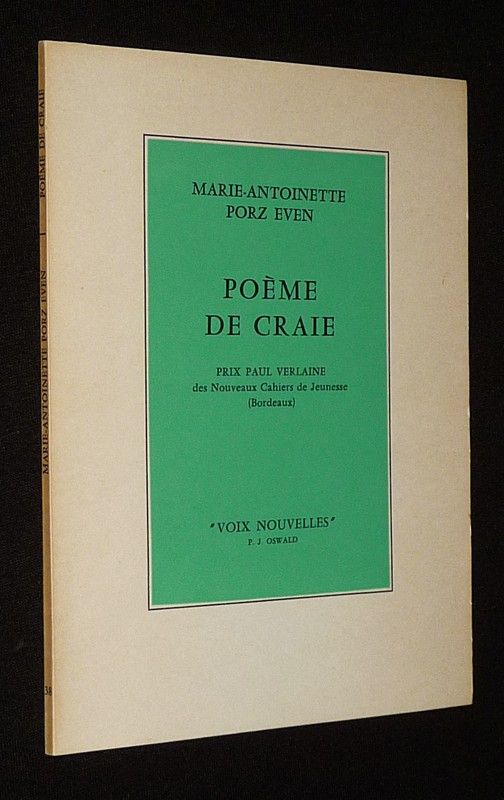 MARIE-ANTOINETTE
PORZ EVEN
POÈME
DE CRAIE
PRIX PAUL VERLAINE
des Nouveaux Cahiers de Jeunesse
(Bordeaux)
"VOIX NOUVELLES"
P. J. OSWALD
MARIE-ANTOINETTE PORZ EVEN | POÈME DE CRAIE
38